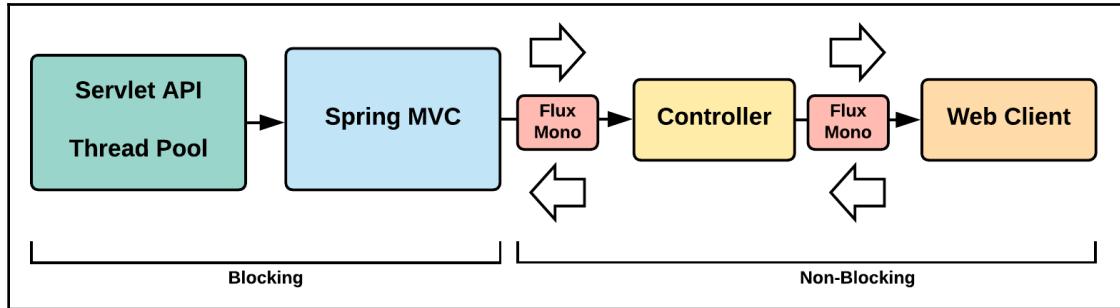 Servlet API
Thread Pool
Spring MVC
Flux
Mono
Controller
Flux
Mono
Web Client
Blocking
Non-Blocking